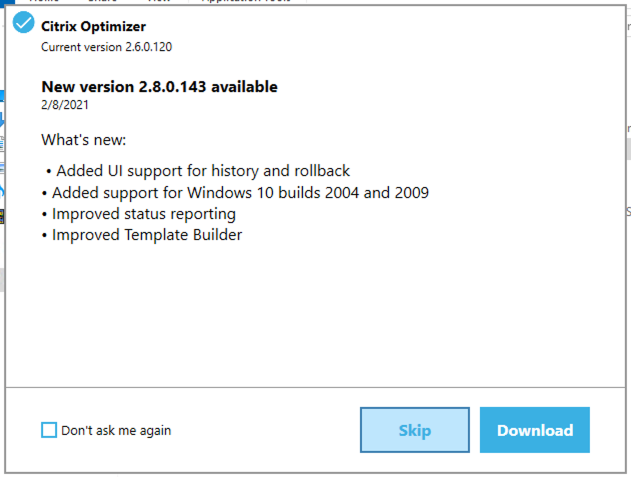 Citrix Optimizer
Current version 2.6.0.120
New version 2.8.0.143 available
2/8/2021
What's new:
• Added UI support for history and rollback
• Added support for Windows 10 builds 2004 and 2009
• Improved status reporting
• Improved Template Builder
Don't ask me again
Skip
Download